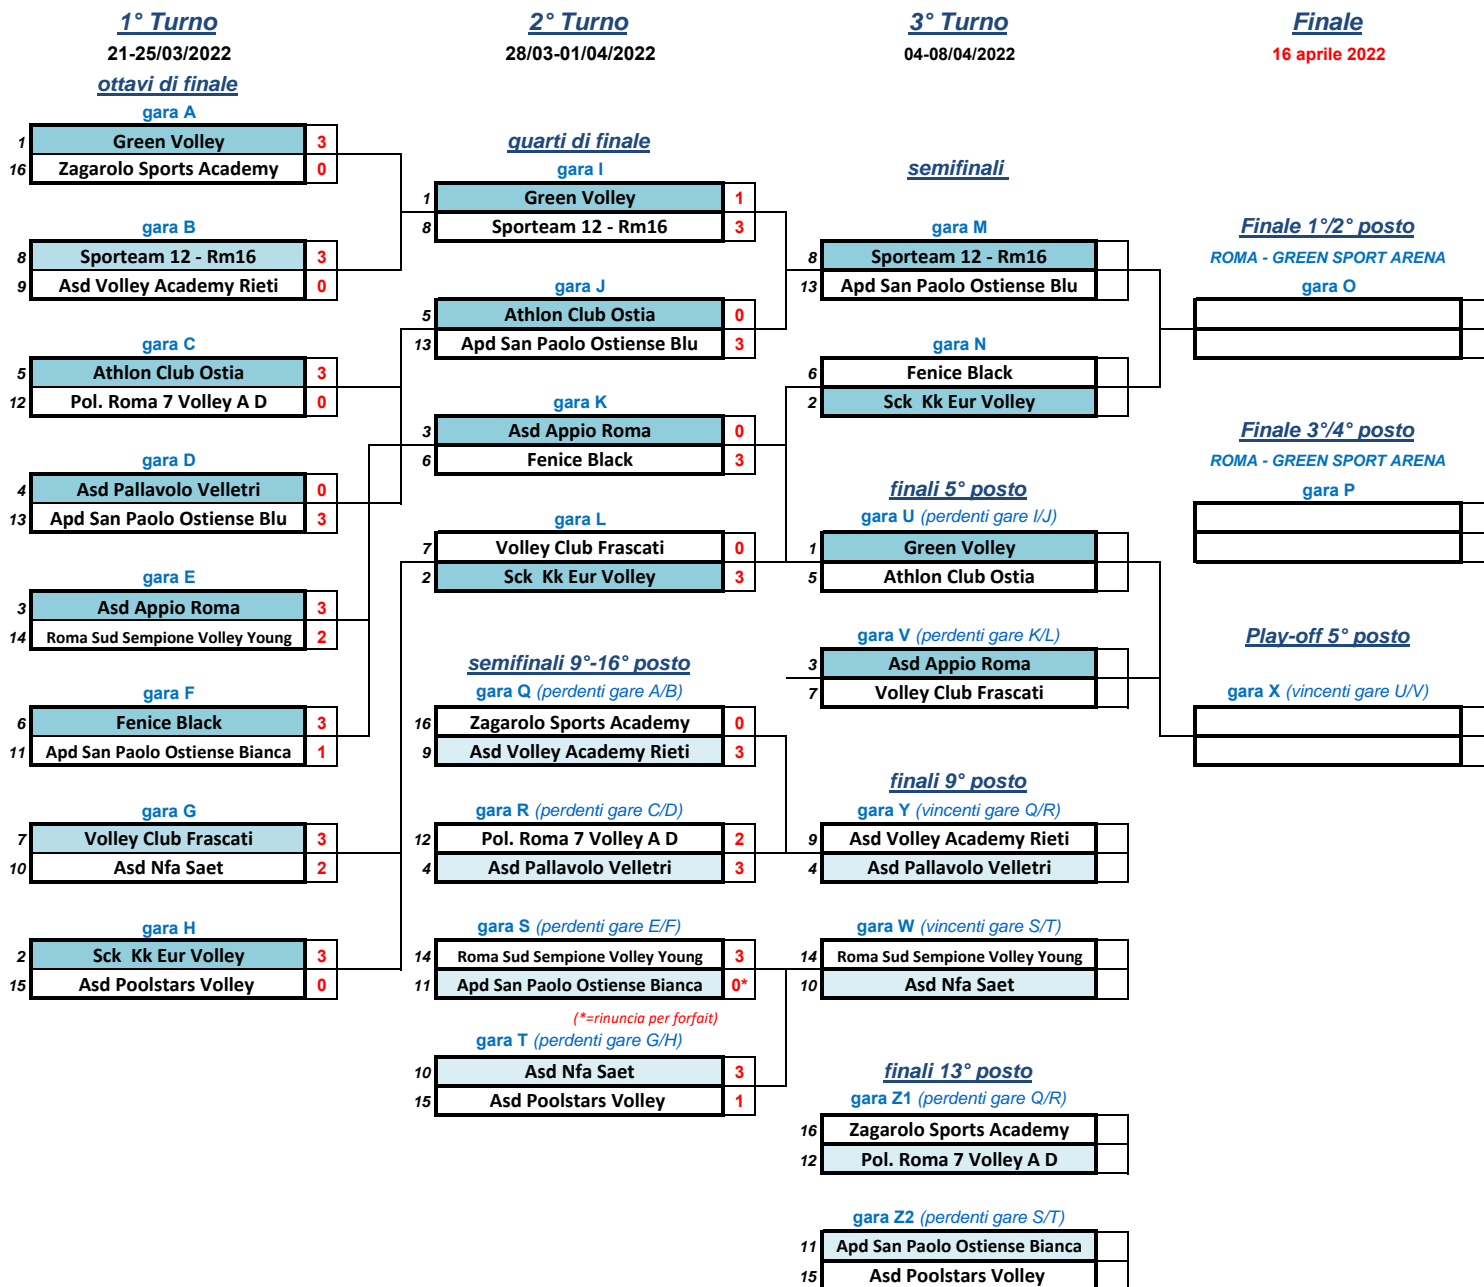 1° Turno
21-25/03/2022
ottavi di finale
gara A
1 Green Volley 3
16 Zagarolo Sports Academy 0
gara B
8 Sporteam 12 - Rm16 3
9 Asd Volley Academy Rieti 0
gara C
5 Athlon Club Ostia 3
12 Pol. Roma 7 Volley A D 0
gara D
4 Asd Pallavolo Velletri 0
13 Apd San Paolo Ostiense Blu 3
gara E
3 Asd Appio Roma 3
14 Roma Sud Sempione Volley Young 2
gara F
6 Fenice Black 3
11 Apd San Paolo Ostiense Bianca 1
gara G
7 Volley Club Frascati 3
10 Asd Nfa Saet 2
gara H
2 Sck Kk Eur Volley 3
15 Asd Poolstars Volley 0
2° Turno
28/03-01/04/2022
quarti di finale
gara I
1 Green Volley 1
8 Sporteam 12 - Rm16 3
gara J
5 Athlon Club Ostia 0
13 Apd San Paolo Ostiense Blu 3
gara K
3 Asd Appio Roma 0
6 Fenice Black 3
gara L
7 Volley Club Frascati 0
2 Sck Kk Eur Volley 3
semifinali 9°-16° posto
gara Q (perdenti gare A/B)
16 Zagarolo Sports Academy 0
9 Asd Volley Academy Rieti 3
gara R (perdenti gare C/D)
12 Pol. Roma 7 Volley A D 2
4 Asd Pallavolo Velletri 3
gara S (perdenti gare E/F)
14 Roma Sud Sempione Volley Young 3
11 Apd San Paolo Ostiense Bianca 0*
(*=rinuncia per forfait)
gara T (perdenti gare G/H)
10 Asd Nfa Saet 3
15 Asd Poolstars Volley 1
3° Turno
04-08/04/2022
semifinali
gara M
8 Sporteam 12 - Rm16
13 Apd San Paolo Ostiense Blu
gara N
6 Fenice Black
2 Sck Kk Eur Volley
finali 5° posto
gara U (perdenti gare I/J)
1 Green Volley
5 Athlon Club Ostia
gara V (perdenti gare K/L)
3 Asd Appio Roma
7 Volley Club Frascati
finali 9° posto
gara Y (vincenti gare Q/R)
9 Asd Volley Academy Rieti
4 Asd Pallavolo Velletri
gara W (vincenti gare S/T)
14 Roma Sud Sempione Volley Young
10 Asd Nfa Saet
finali 13° posto
gara Z1 (perdenti gare Q/R)
16 Zagarolo Sports Academy
12 Pol. Roma 7 Volley A D
gara Z2 (perdenti gare S/T)
11 Apd San Paolo Ostiense Bianca
15 Asd Poolstars Volley
Finale
16 aprile 2022
Finale 1°/2° posto
ROMA - GREEN SPORT ARENA
gara O
Finale 3°/4° posto
ROMA - GREEN SPORT ARENA
gara P
Play-off 5° posto
gara X (vincenti gare U/V)